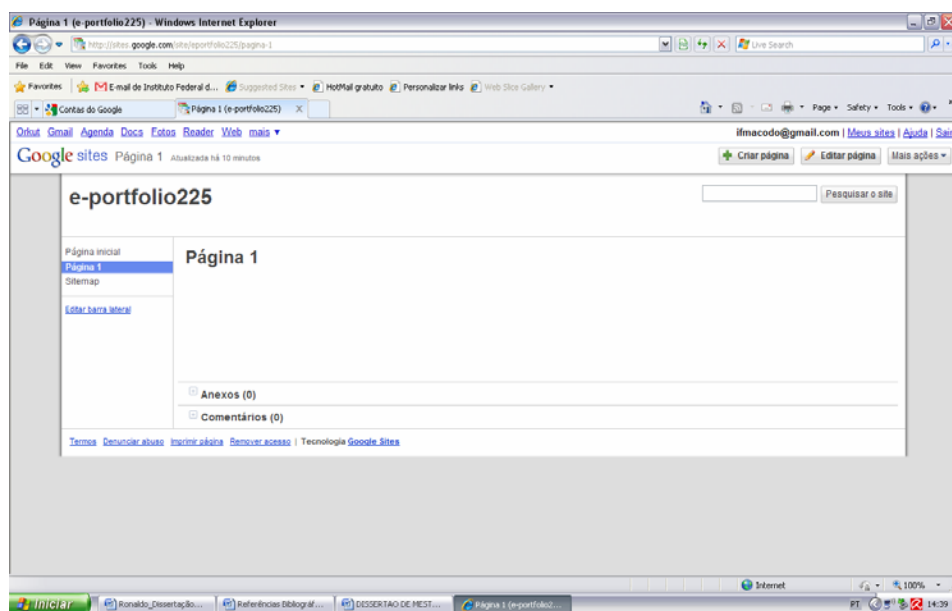 Página 1 (e-portfolio225) - Windows Internet Explorer
http://sites.google.com/site/eportfolio225/pagina-1
Live Search
File Edit View Favorites Tools Help
Favorites E-mail de Instituto Federal d... Suggested Sites HotMail gratuito Personalizar links Web Slice Gallery
Contas do Google Página 1 (e-portfolio225) X Page Safety Tools
Orkut Gmail Agenda Docs Fotos Reader Web mais ifmacodo@gmail.com | Meus sites | Ajuda | Sair
Google sites Página 1 Atualizada há 10 minutos Criar página Editar página Mais ações
e-portfolio225 Pesquisar o site
Página inicial
Página 1
Sitemap
Editar barra lateral
Página 1
Anexos (0)
Comentários (0)
Termos Denunciar abuso Imprimir página Remover acesso | Tecnologia Google Sites
Internet 100%
Iniciar Ronaldo_Dissertação... Referências Bibliográf... DISSERTAO DE MEST... Página 1 (e-portfolio2... PT 14:39